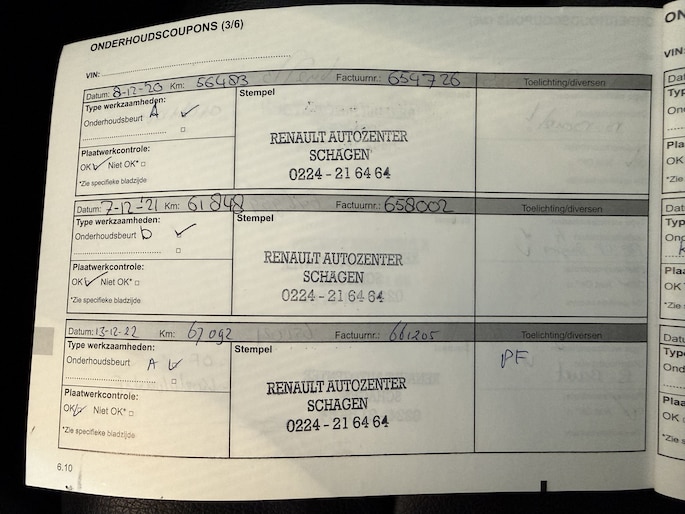 ONDERHOUDSCOUPONS (3/6)
VIN:
Datum: 8-12-20 Km: 56483 Factuurnr.: 654726 Toelichting/diversen
Type werkzaamheden:
Onderhoudsbeurt A ✓
□
Plaatwerkcontrole:
OK ✓ Niet OK* □
*Zie specifieke bladzijde
Stempel
RENAULT AUTOZENTER
SCHAGEN
0224 - 21 64 64
Datum: 7-12-21 Km: 61848 Factuurnr.: 658002 Toelichting/diversen
Type werkzaamheden:
Onderhoudsbeurt b ✓
□
Plaatwerkcontrole:
OK ✓ Niet OK* □
*Zie specifieke bladzijde
Stempel
RENAULT AUTOZENTER
SCHAGEN
0224 - 21 64 64
Datum: 13-12-22 Km: 67092 Factuurnr.: 661205 Toelichting/diversen
Type werkzaamheden:
Onderhoudsbeurt A ✓
□
Plaatwerkcontrole:
OK ✓ Niet OK* □
*Zie specifieke bladzijde
Stempel
RENAULT AUTOZENTER
SCHAGEN
0224 - 21 64 64
PF
6.10
ON
VIN: